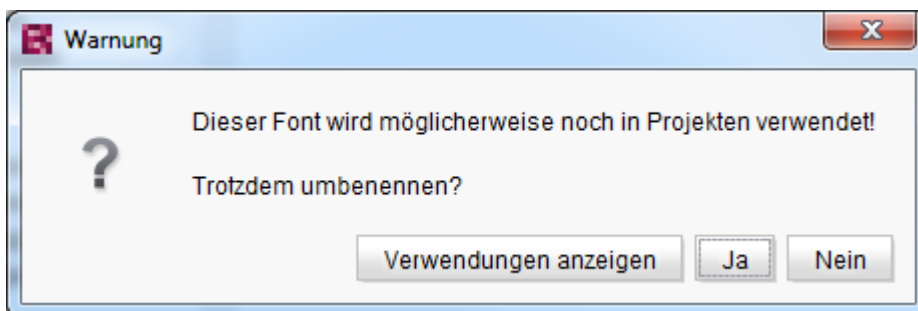 Warnung
Dieser Font wird möglicherweise noch in Projekten verwendet!
Trotzdem umbenennen?
Verwendungen anzeigen Ja Nein